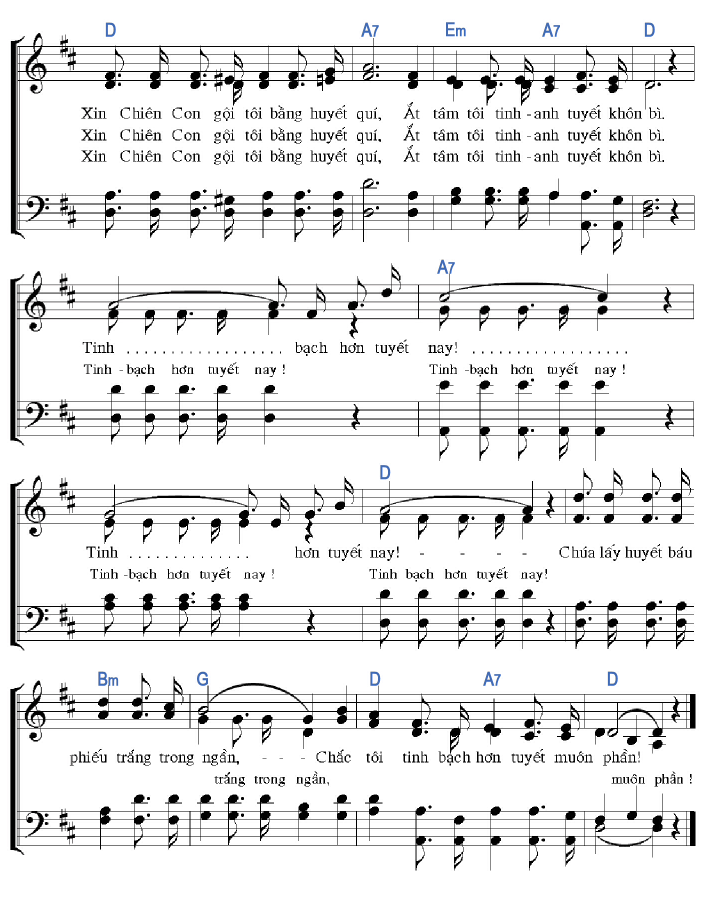 D A7 Em A7 D
Xin Chiên Con gội tôi bằng huyết quí, Ắt tâm tôi tinh - anh tuyết khôn bì.
Xin Chiên Con gội tôi bằng huyết quí, Ắt tâm tôi tinh - anh tuyết khôn bì.
Xin Chiên Con gội tôi bằng huyết quí, Ắt tâm tôi tinh - anh tuyết khôn bì.
A7
Tinh . . . . . . . . . . . . . . . . . . bạch hơn tuyết nay! . . . . . . . . . . . . . . . . . .
Tinh - bạch hơn tuyết nay ! Tinh - bạch hơn tuyết nay !
D
Tinh . . . . . . . . . . . . . . hơn tuyết nay! - - - - Chúa lấy huyết báu
Tinh - bạch hơn tuyết nay ! Tinh - bạch hơn tuyết nay !
Bm G D A7 D
phiếu trắng trong ngần, - - - Chắc tôi tinh bạch hơn tuyết muôn phần!
trắng trong ngần, muôn phần !